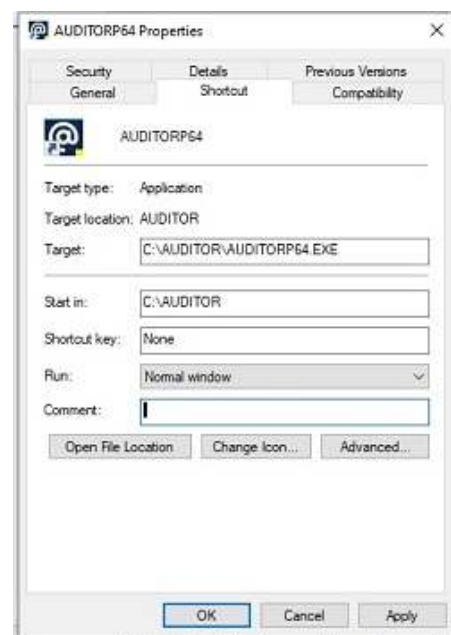 AUDITORP64 Properties
Security Details Previous Versions
General Shortcut Compatibility
AUDITORP64
Target type: Application
Target location: AUDITOR
Target: C:\AUDITOR\AUDITORP64.EXE
Start in: C:\AUDITOR
Shortcut key: None
Run: Normal window
Comment:
Open File Location Change Icon... Advanced...
OK Cancel Apply